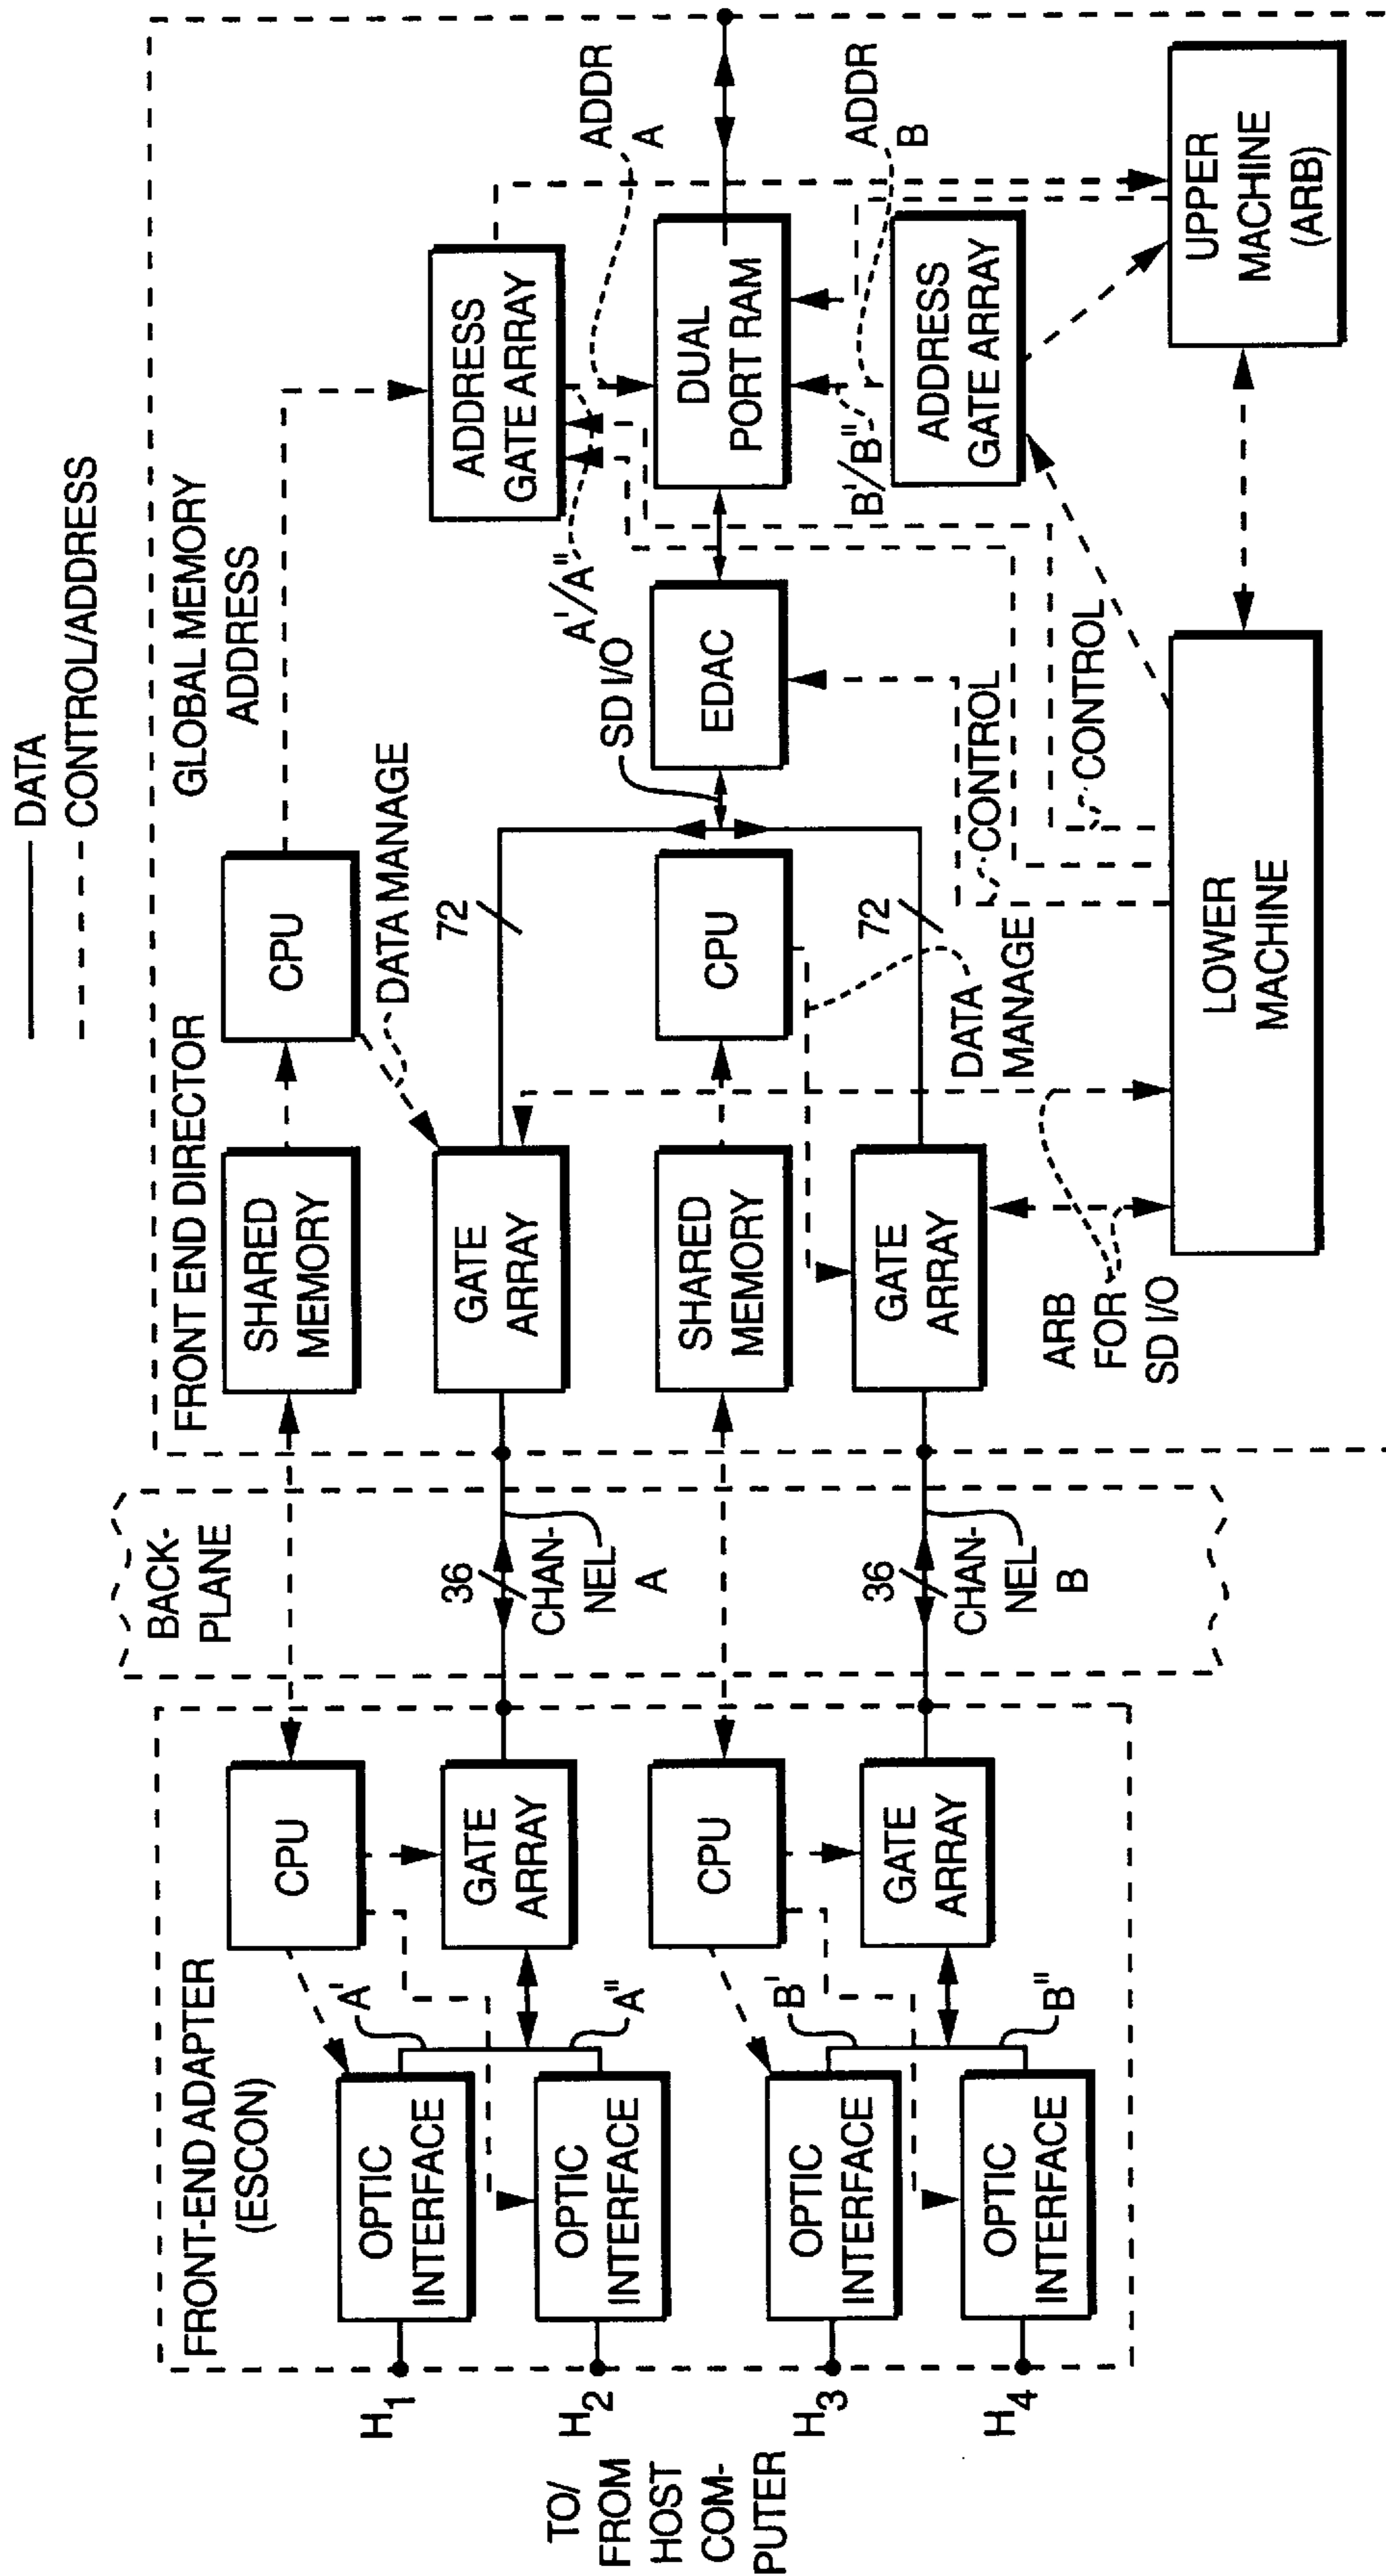 DATA
CONTROL/ADDRESS
FRONT-END ADAPTER
(ESCON)
TO/
FROM
HOST
COM-
PUTER
H1
H2
H3
H4
OPTIC
INTERFACE
OPTIC
INTERFACE
OPTIC
INTERFACE
OPTIC
INTERFACE
A'
A"
B'
B"
CPU
GATE
ARRAY
CPU
GATE
ARRAY
BACK-
PLANE
36
CHAN-
NEL
A
36
CHAN-
NEL
B
FRONT END DIRECTOR
SHARED
MEMORY
GATE
ARRAY
SHARED
MEMORY
GATE
ARRAY
ARB
FOR
SD I/O
CPU
DATA MANAGE
72
CPU
72
DATA
MANAGE
LOWER
MACHINE
GLOBAL MEMORY
ADDRESS
SD I/O
EDAC
CONTROL
CONTROL
A'/A"
B'/B"
ADDRESS
GATE ARRAY
DUAL
PORT RAM
ADDRESS
GATE ARRAY
ADDR
A
ADDR
B
UPPER
MACHINE
(ARB)